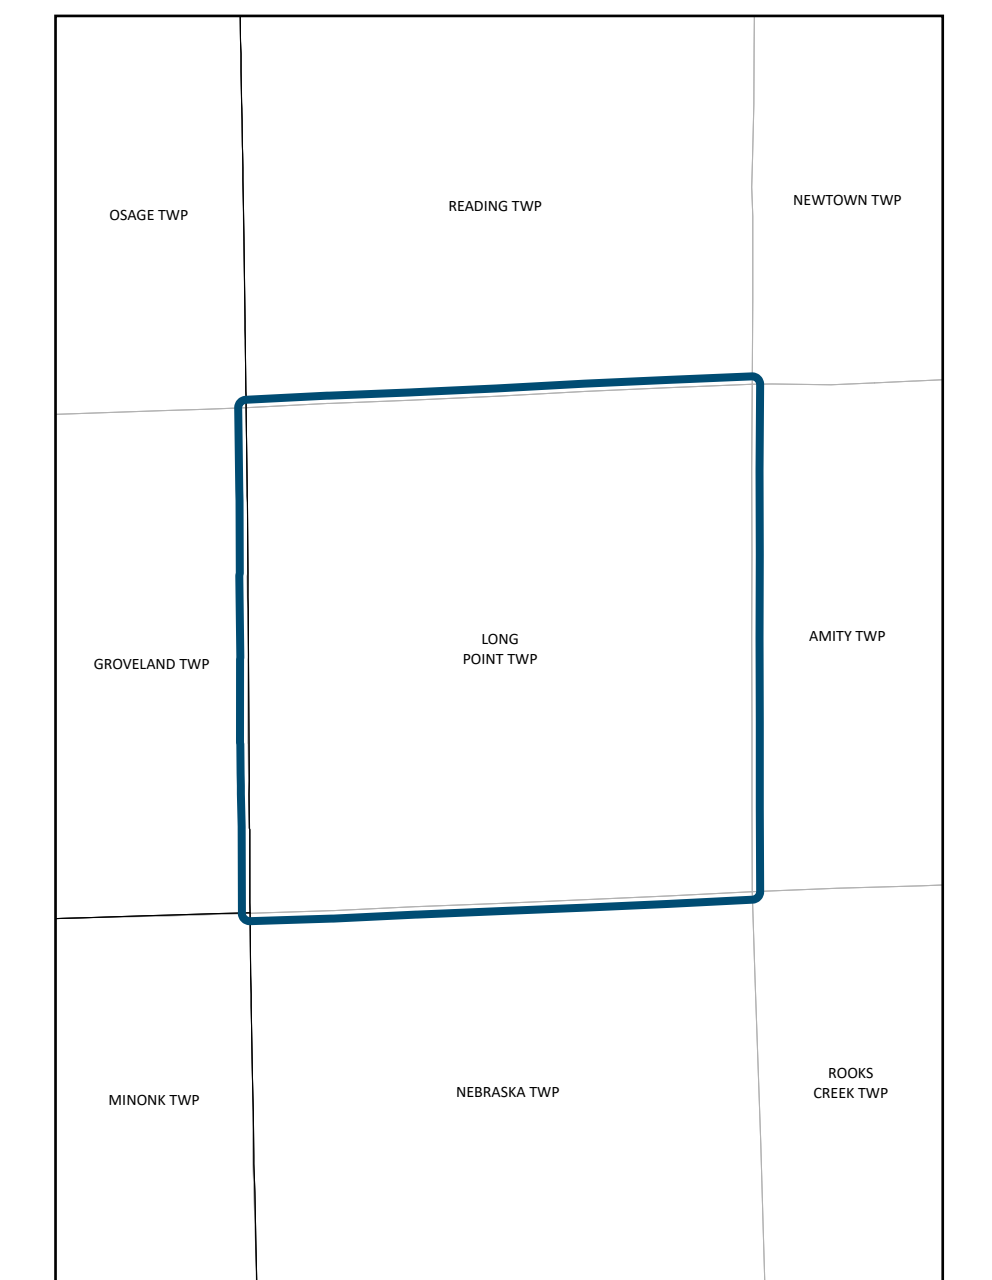 OSAGE TWP
READING TWP
NEWTOWN TWP
GROVELAND TWP
LONG
POINT TWP
AMITY TWP
MINONK TWP
NEBRASKA TWP
ROOKS
CREEK TWP